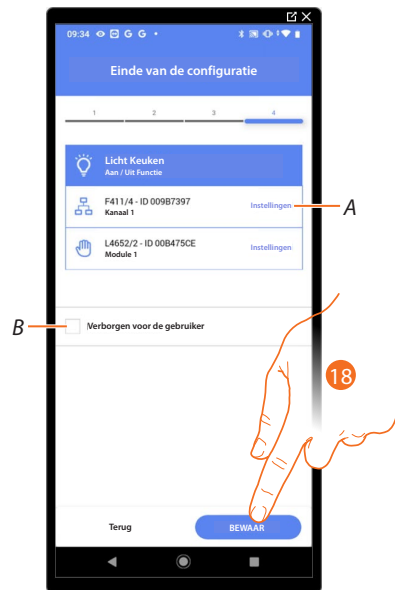 09:34 G G
Einde van de configuratie
1 2 3 4
Licht Keuken
Aan / Uit Functie
F411/4 - ID 009B7397
Kanaal 1
Instellingen
A
L4652/2 - ID 00B475CE
Module 1
Instellingen
B
Verborgen voor de gebruiker
18
Terug
BEWAAR